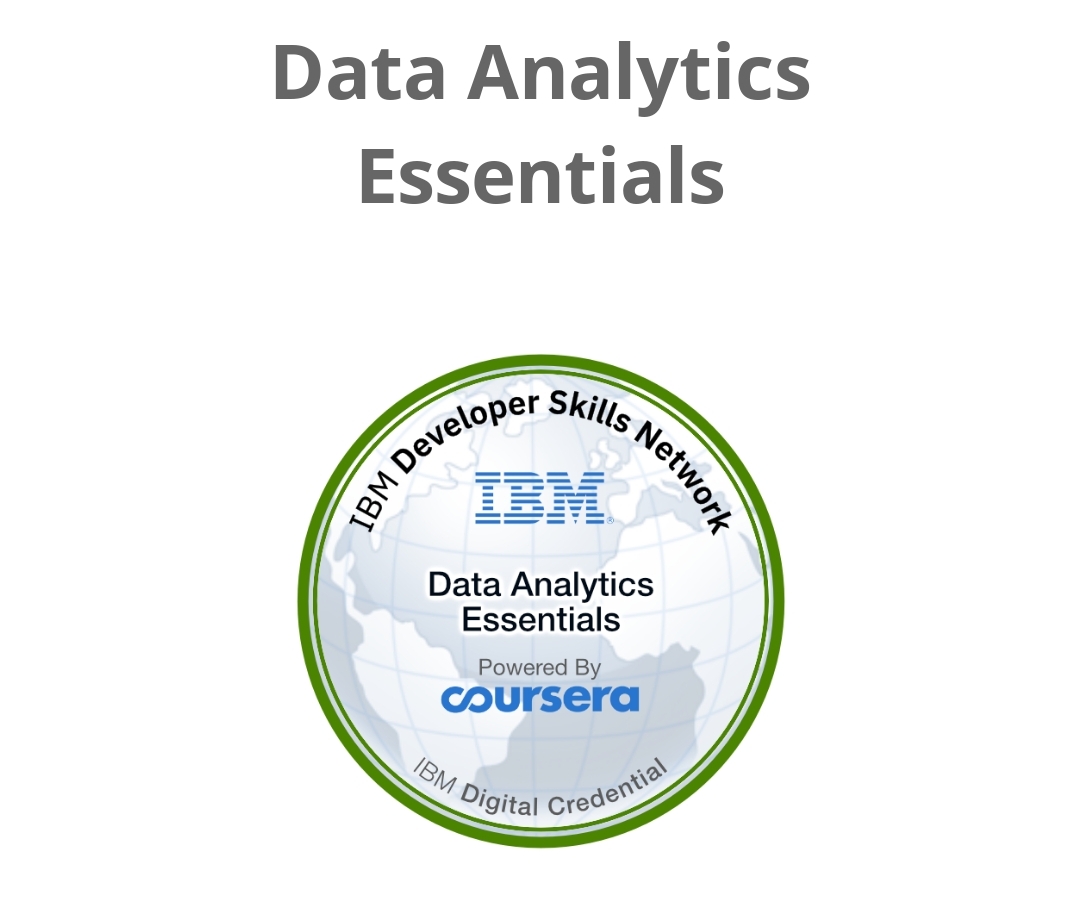 Data Analytics
Essentials
IBM Developer Skills Network
IBM®
Data Analytics
Essentials
Powered By
coursera
IBM Digital Credential